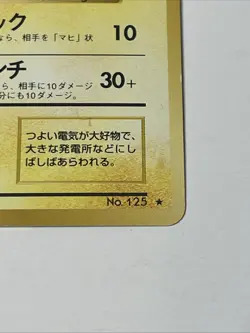 ック
なら、相手を「マヒ」状
10
ンチ
ら、相手に10ダメージ
30+
分にも10ダメージ。
つよい電気が大好物で、
大きな発電所などにし
ばしばあらわれる。
No. 125 ★